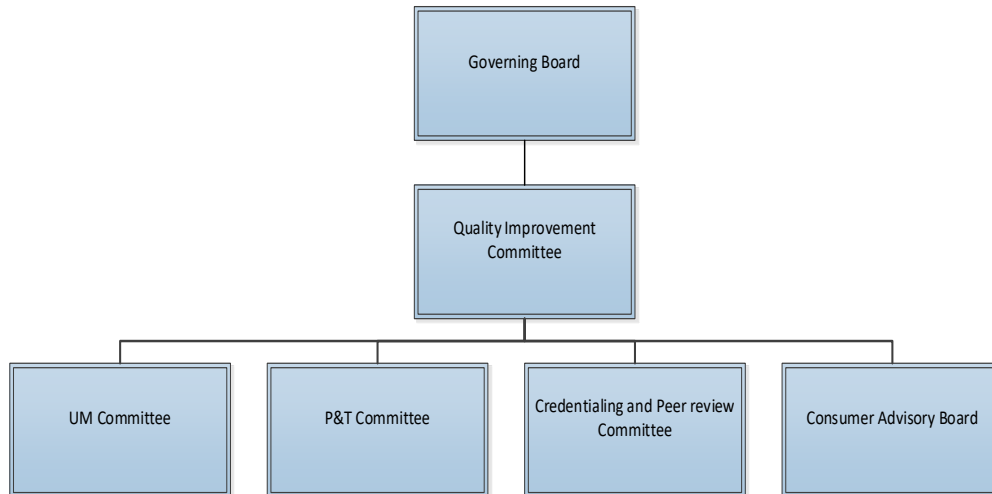 Governing Board
Quality Improvement
Committee
UM Committee
P&T Committee
Credentialing and Peer review
Committee
Consumer Advisory Board